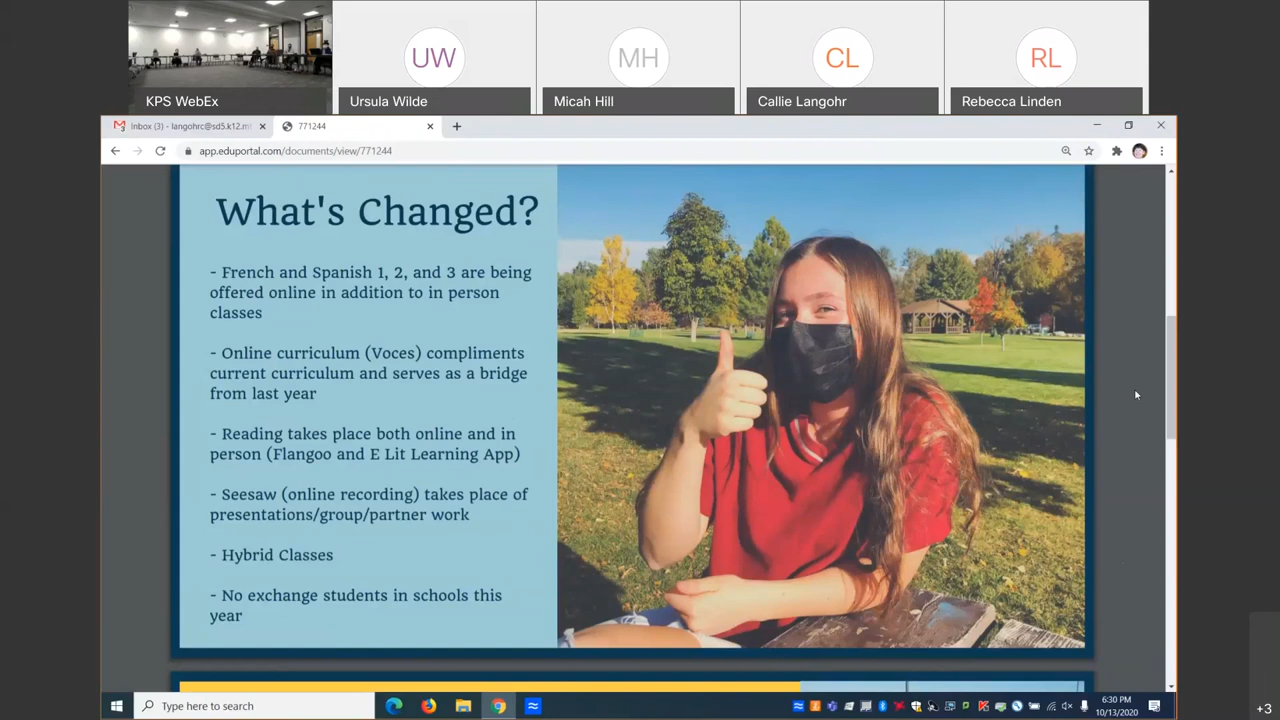 UW
MH
CL
RL
KPS WebEx
Ursula Wilde
Micah Hill
Callie Langohr
Rebecca Linden
Inbox (3) - langohrc@sd5.k12.m
771244
app.eduportal.com/documents/view/771244
What's Changed?
- French and Spanish 1, 2, and 3 are being
offered online in addition to in person
classes
- Online curriculum (Voces) compliments
current curriculum and serves as a bridge
from last year
- Reading takes place both online and in
person (Flangoo and E Lit Learning App)
- Seesaw (online recording) takes place of
presentations/group/partner work
- Hybrid Classes
- No exchange students in schools this
year
+3
Type here to search
6:30 PM
10/13/2020